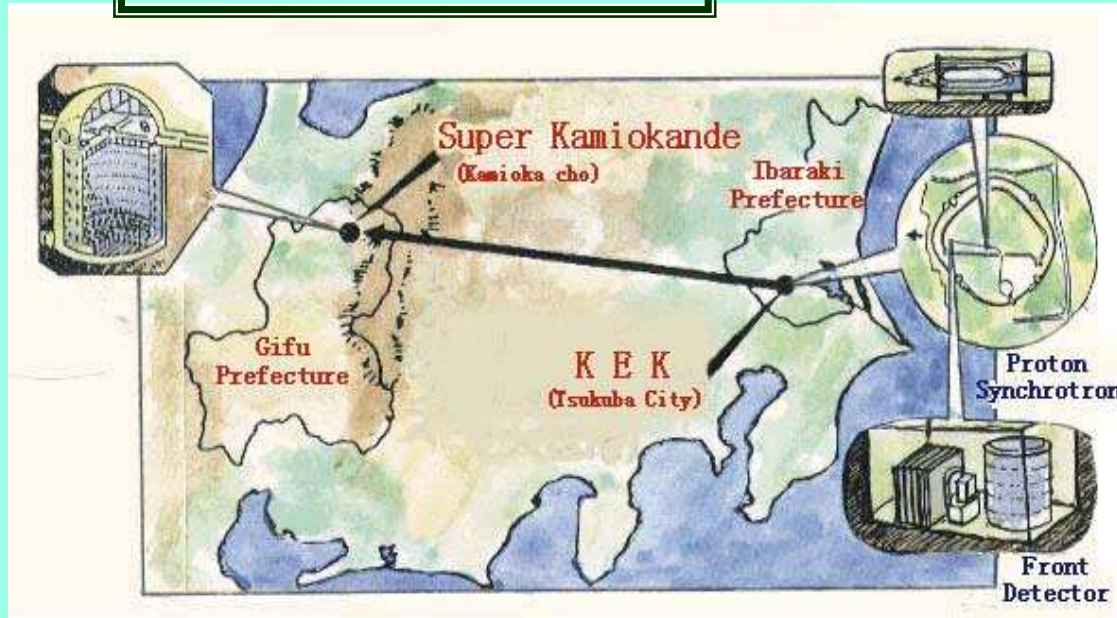 Super Kamiokande
(Kamioka cho)
Ibaraki
Prefecture
Gifu
Prefecture
K E K
(Tsukuba City)
Proton
Synchrotron
Front
Detector